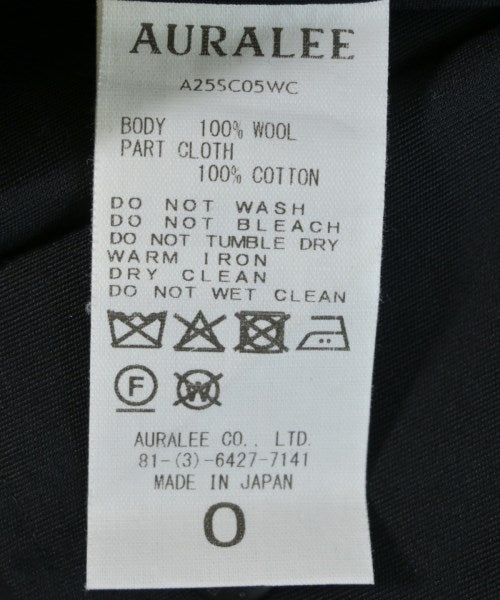 AURALEE
A25SC05WC
BODY 100% WOOL
PART CLOTH
100% COTTON
DO NOT WASH
DO NOT BLEACH
DO NOT TUMBLE DRY
WARM IRON
DRY CLEAN
DO NOT WET CLEAN
F W
AURALEE CO., LTD.
81-(3)-6427-7141
MADE IN JAPAN
0